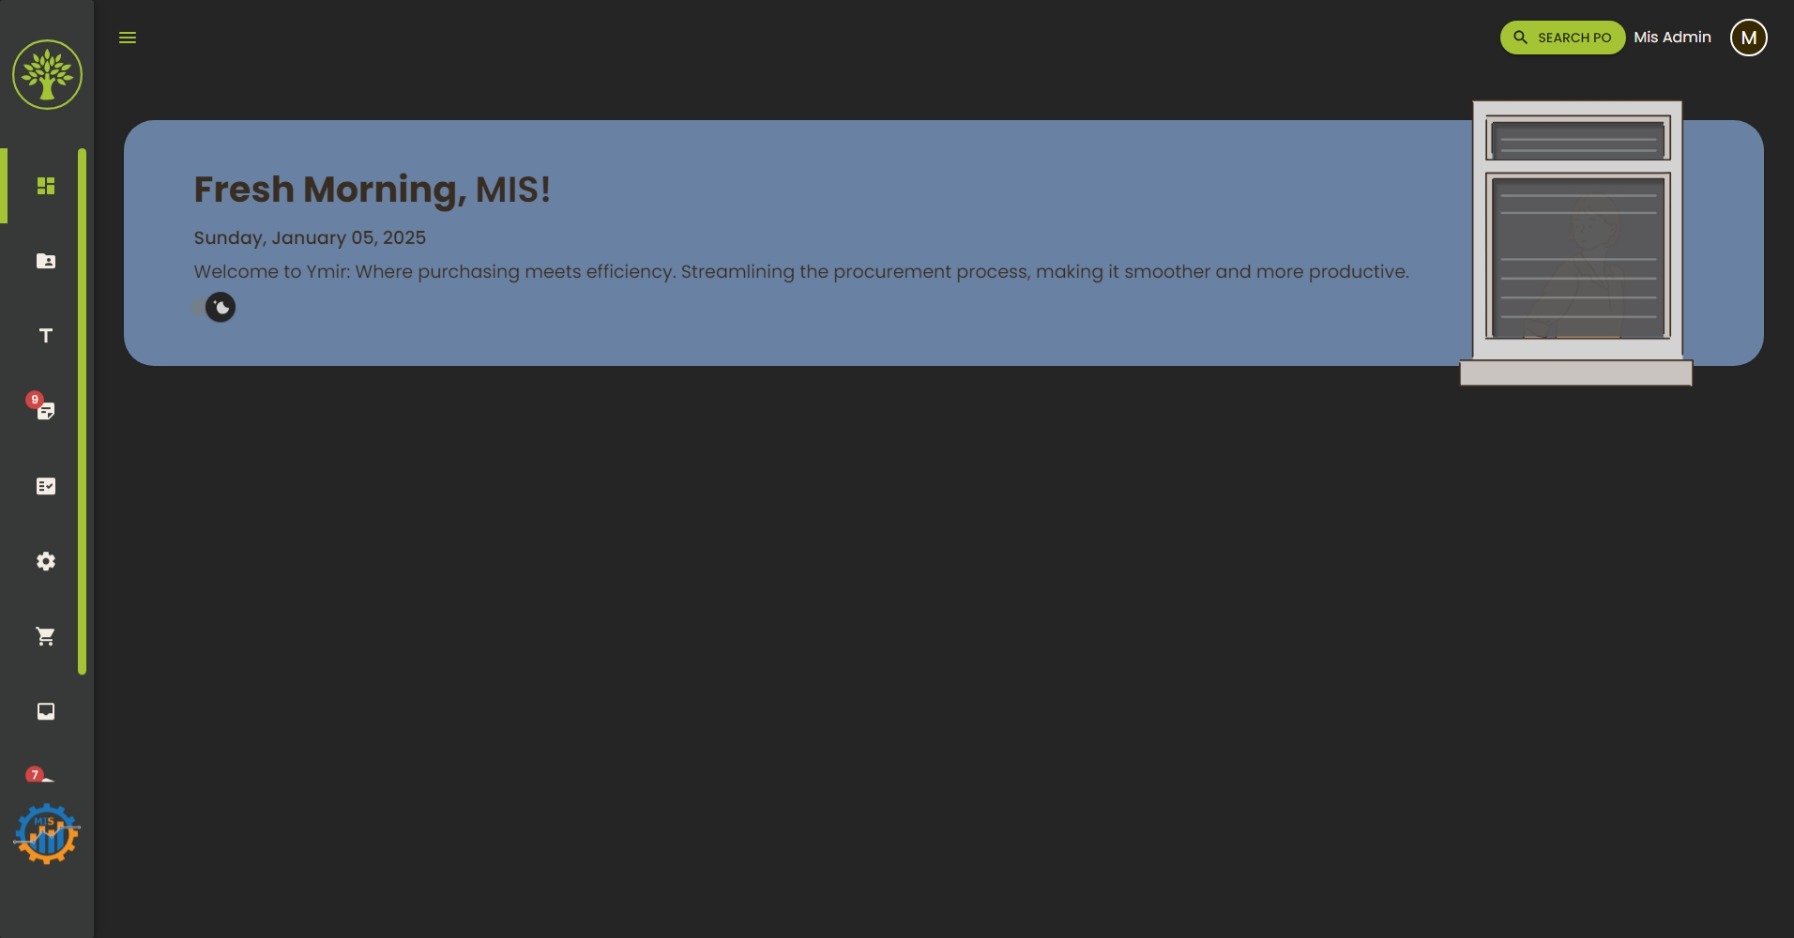 SEARCH PO
Mis Admin
M
Fresh Morning, MIS!
Sunday, January 05, 2025
Welcome to Ymir: Where purchasing meets efficiency. Streamlining the procurement process, making it smoother and more productive.
T
9
7
MIS